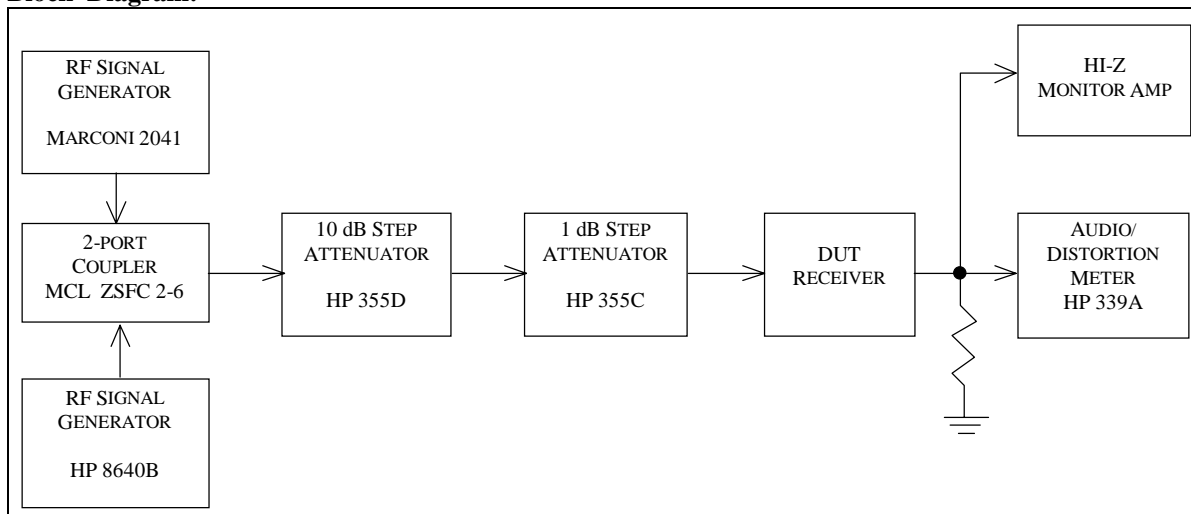 RF SIGNAL
GENERATOR
MARCONI 2041
2-PORT
COUPLER
MCL ZSFC 2-6
RF SIGNAL
GENERATOR
HP 8640B
10 dB STEP
ATTENUATOR
HP 355D
1 dB STEP
ATTENUATOR
HP 355C
DUT
RECEIVER
HI-Z
MONITOR AMP
AUDIO/
DISTORTION
METER
HP 339A